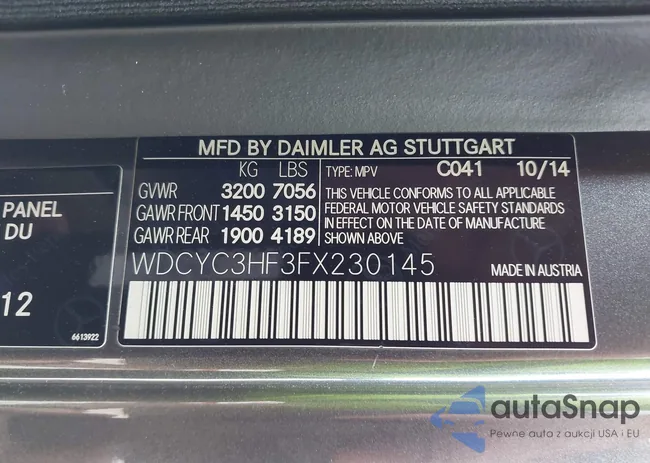 MFD BY DAIMLER AG STUTTGART
KG LBS
GVWR 3200 7056
GAWR FRONT 1450 3150
GAWR REAR 1900 4189
TYPE: MPV C041 10/14
THIS VEHICLE CONFORMS TO ALL APPLICABLE
FEDERAL MOTOR VEHICLE SAFETY STANDARDS
IN EFFECT ON THE DATE OF MANUFACTURE
SHOWN ABOVE.
WDCYC3HF3FX230145
MADE IN AUSTRIA
PANEL
DU
12
6613922
autoSnap
Pewne auta z aukcji USA i EU